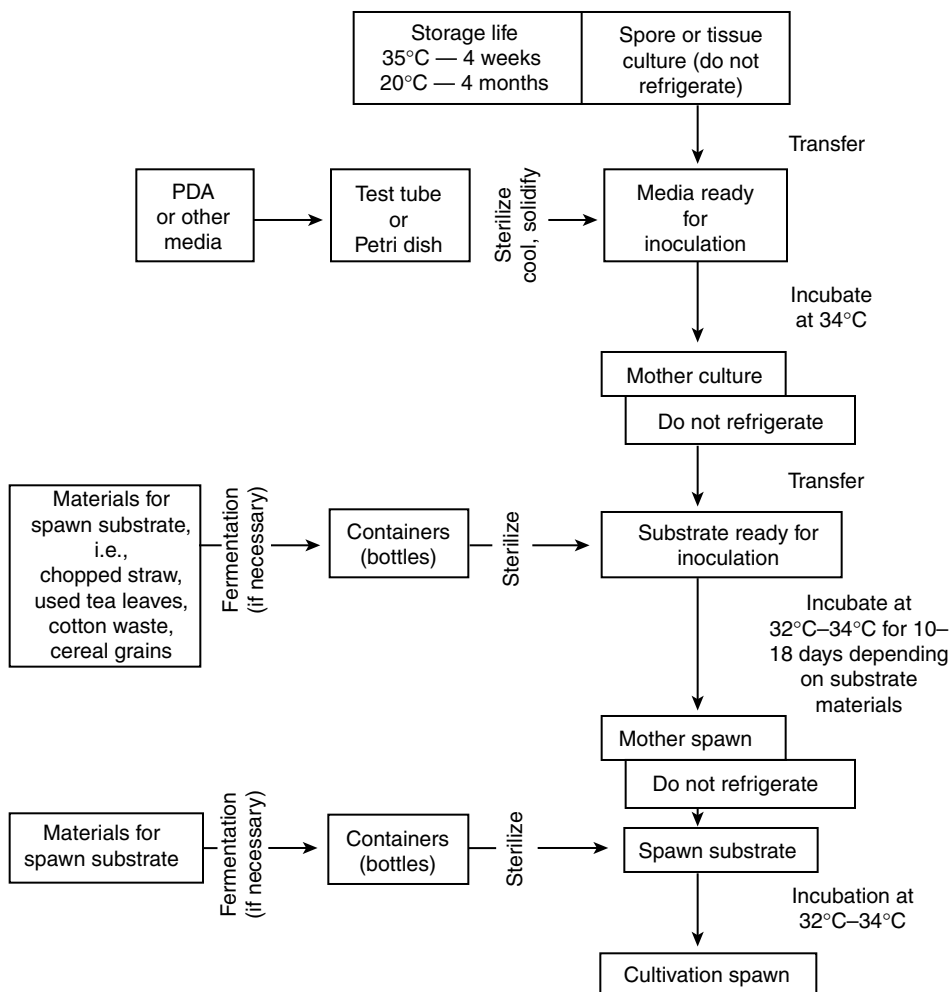 Storage life
35°C — 4 weeks
20°C — 4 months
Spore or tissue
culture (do not
refrigerate)
Transfer
PDA
or other
media
Test tube
or
Petri dish
Sterilize
cool, solidify
Media ready
for
inoculation
Incubate
at 34°C
Mother culture
Do not refrigerate
Transfer
Materials for
spawn substrate,
i.e.,
chopped straw,
used tea leaves,
cotton waste,
cereal grains
Fermentation
(if necessary)
Containers
(bottles)
Sterilize
Substrate ready for
inoculation
Incubate at
32°C–34°C for 10–
18 days depending
on substrate
materials
Mother spawn
Do not refrigerate
Materials for
spawn substrate
Fermentation
(if necessary)
Containers
(bottles)
Sterilize
Spawn substrate
Incubation at
32°C–34°C
Cultivation spawn